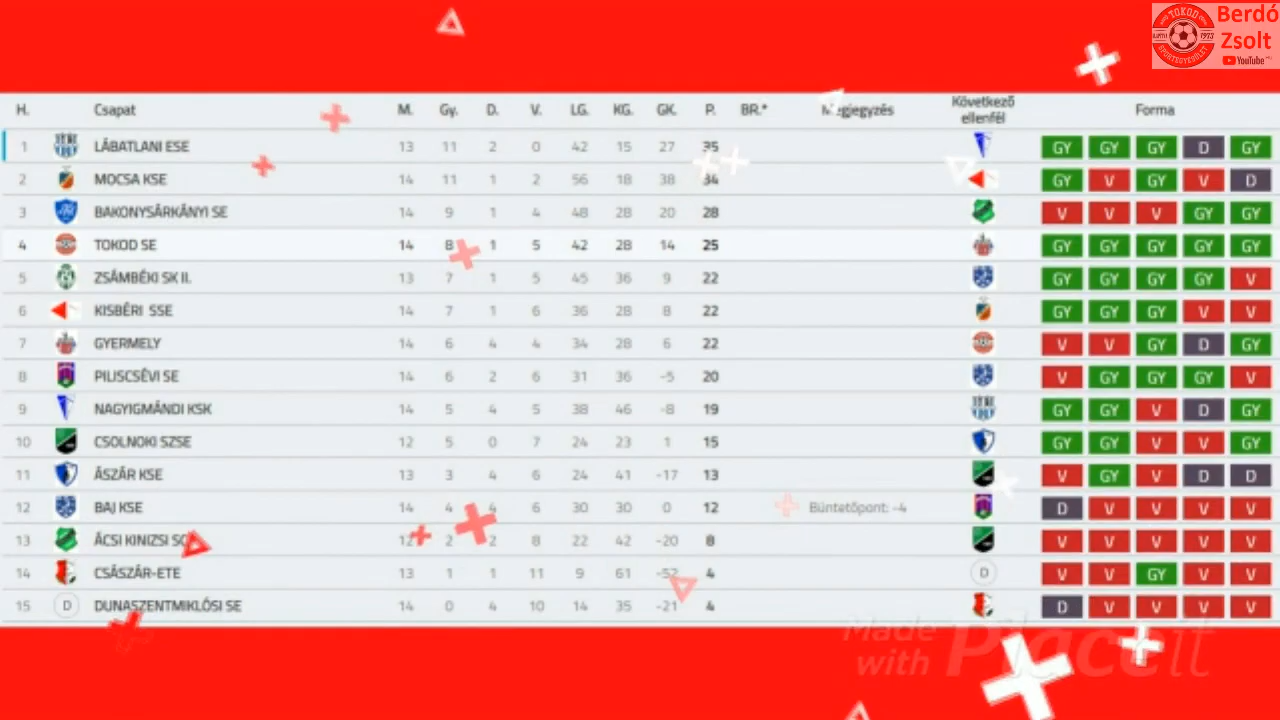 TOKOD
1973
SPORTEGYESÜLET
Berdó
Zsolt
YouTube
H. Csapat M. Gy. D. V. LG. KG. GK. P. BR.* Megjegyzés Következő ellenfél Forma
1 LÁBATLANI ESE 13 11 2 0 42 15 27 35 GY GY GY D GY
2 MOCSA KSE 14 11 1 2 56 18 38 34 GY V GY V D
3 BAKONYSÁRKÁNYI SE 14 9 1 4 48 28 20 28 V V V GY GY
4 TOKOD SE 14 8 1 5 42 28 14 25 GY GY GY GY GY
5 ZSÁMBÉKI SK II. 13 7 1 5 45 36 9 22 GY GY GY GY V
6 KISBÉRI SSE 14 7 1 6 36 28 8 22 GY GY GY V V
7 GYERMELY 14 6 4 4 34 28 6 22 V V GY D GY
8 PILISCSÉVI SE 14 6 2 6 31 36 -5 20 V GY GY GY V
9 NAGYIGMÁNDI KSK 14 5 4 5 38 46 -8 19 GY GY V D GY
10 CSOLNOKI SZSE 12 5 0 7 24 23 1 15 GY GY V V GY
11 ÁSZÁR KSE 13 3 4 6 24 41 -17 13 V GY V D D
12 BAJ KSE 14 4 4 6 30 30 0 12 Büntetőpont: -4 D V V V V
13 ÁCSI KINIZSI SC 12 2 2 8 22 42 -20 8 V V V V V
14 CSÁSZÁR-ETE 13 1 1 11 9 61 -52 4 D V V GY V V
15 D DUNASZENTMIKLÓSI SE 14 0 4 10 14 35 -21 4 D V V V V
Made
with Placeit